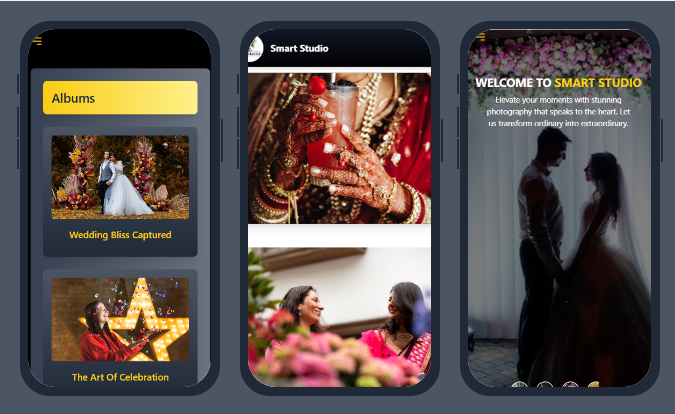 Albums
Wedding Bliss Captured
The Art Of Celebration
Smart Studio
WELCOME TO SMART STUDIO
Elevate your moments with stunning
photography that speaks to the heart. Let
us transform ordinary into extraordinary.